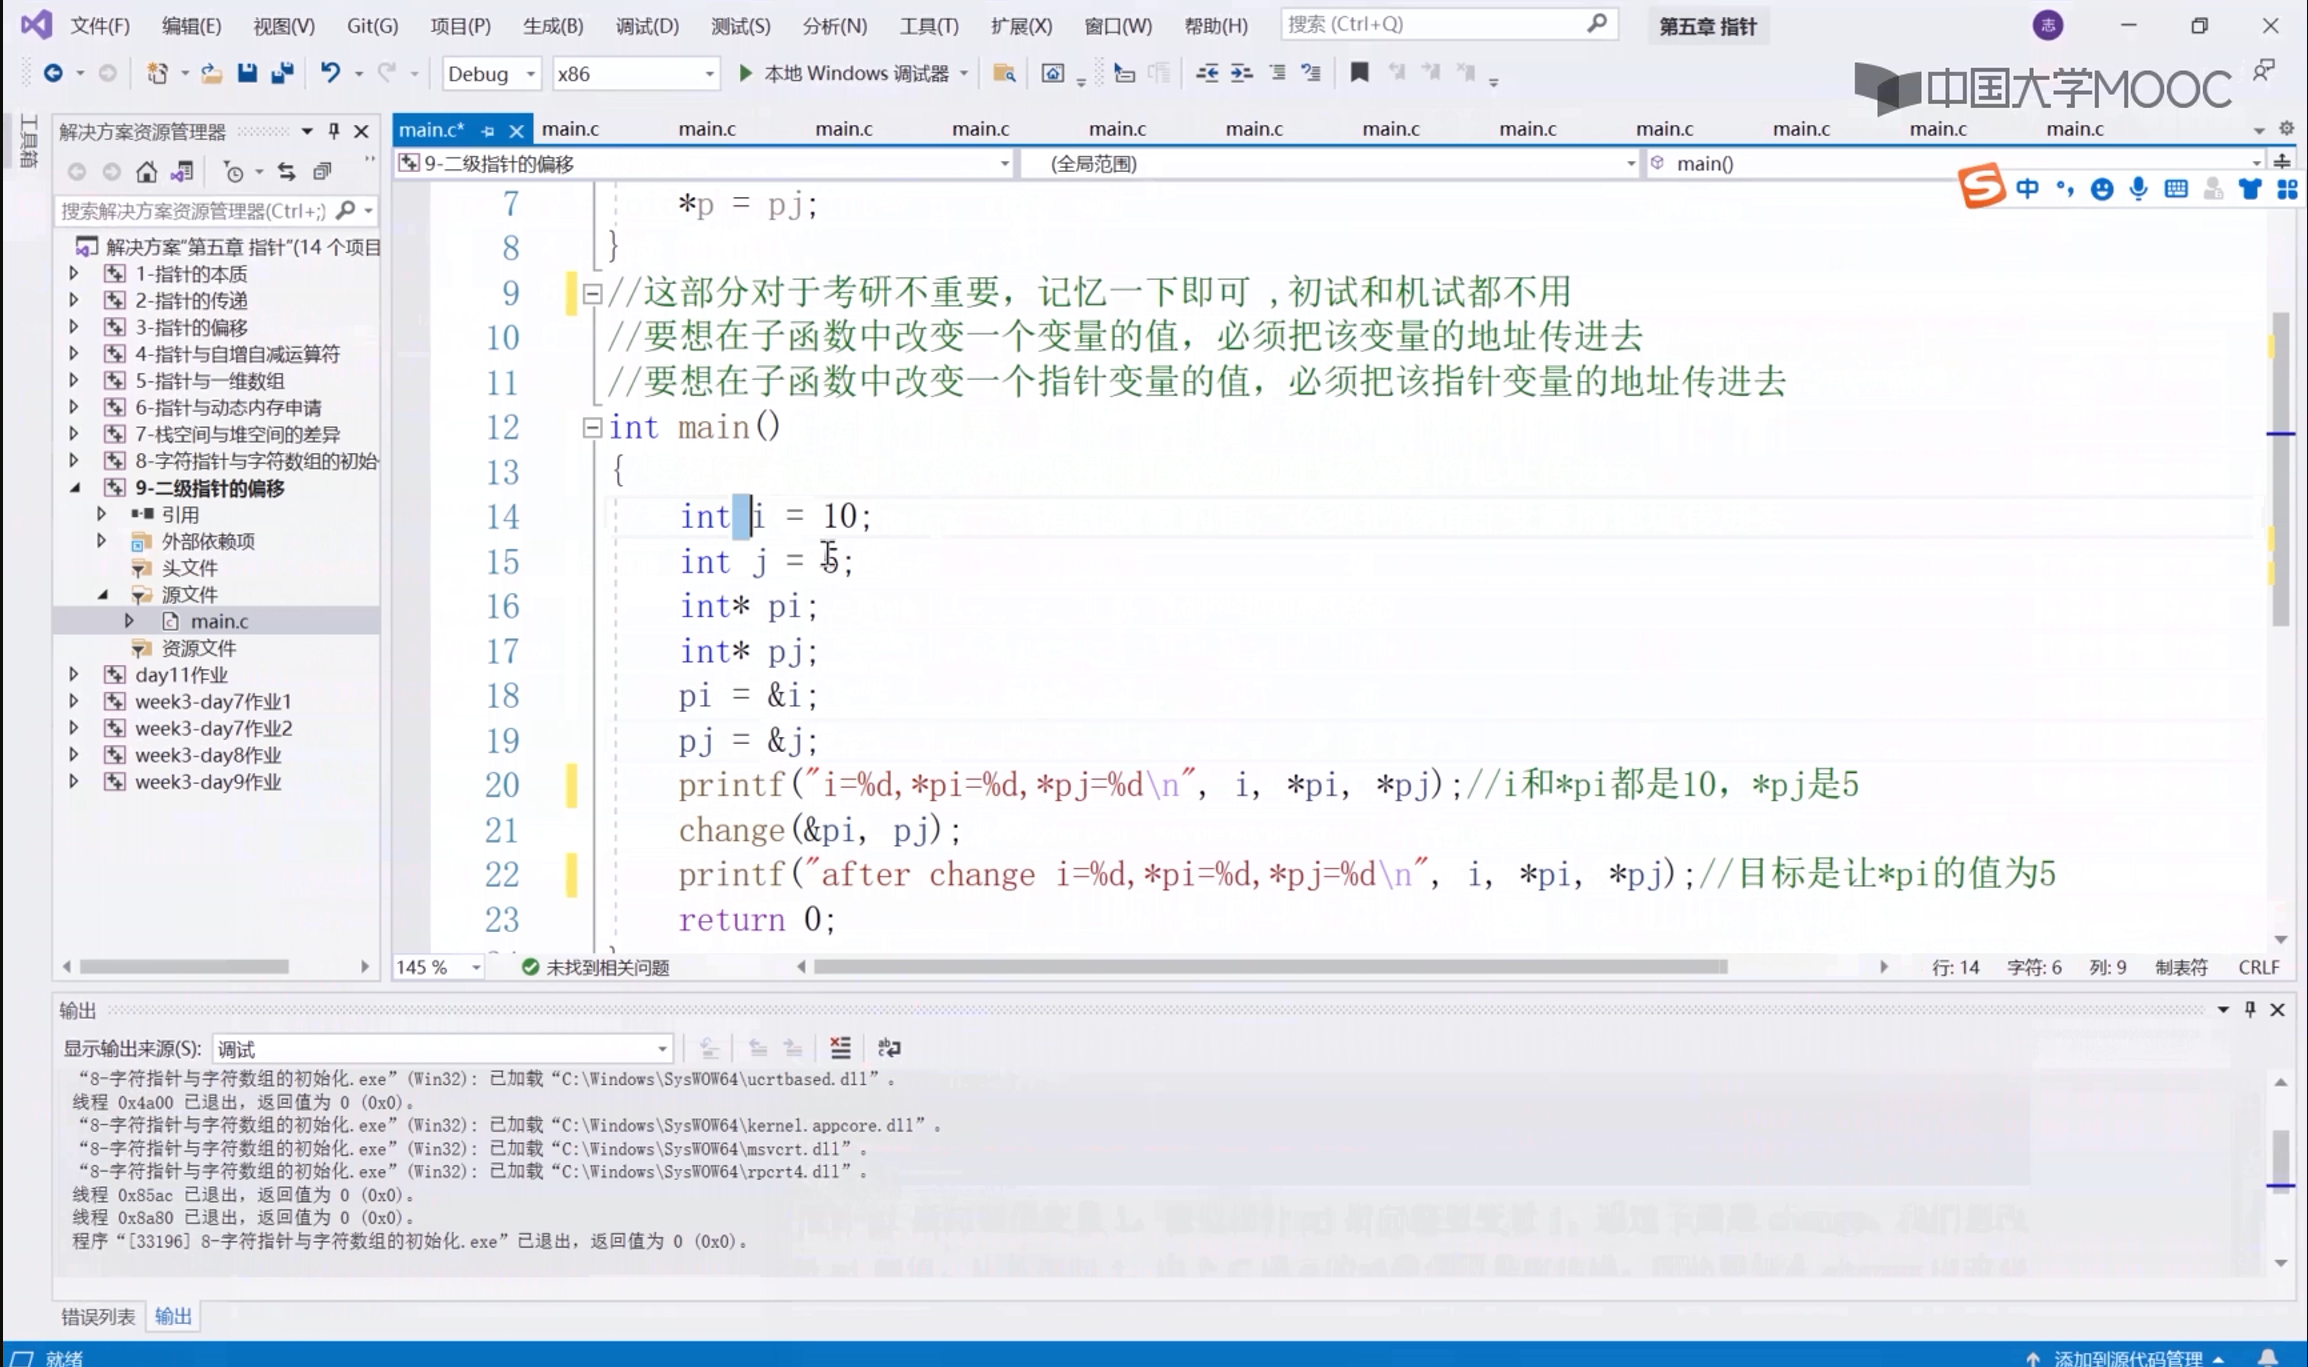 文件(F) 编辑(E) 视图(V) Git(G) 项目(P) 生成(B) 调试(D) 测试(S) 分析(N) 工具(T) 扩展(X) 窗口(W) 帮助(H) 搜索 (Ctrl+Q) 第五章 指针 志
Debug x86 本地 Windows 调试器
中国大学MOOC
工具箱
解决方案资源管理器
搜索解决方案资源管理器(Ctrl+;)
解决方案"第五章 指针"(14 个项目
1-指针的本质
2-指针的传递
3-指针的偏移
4-指针与自增自减运算符
5-指针与一维数组
6-指针与动态内存申请
7-栈空间与堆空间的差异
8-字符指针与字符数组的初始
9-二级指针的偏移
引用
外部依赖项
头文件
源文件
main.c
资源文件
day11作业
week3-day7作业1
week3-day7作业2
week3-day8作业
week3-day9作业
main.c* main.c main.c main.c main.c main.c main.c main.c main.c main.c main.c main.c main.c
9-二级指针的偏移 (全局范围) main()
中
7 *p = pj;
8 }
9 //这部分对于考研不重要，记忆一下即可 ,初试和机试都不用
10 //要想在子函数中改变一个变量的值，必须把该变量的地址传进去
11 //要想在子函数中改变一个指针变量的值，必须把该指针变量的地址传进去
12 int main()
13 {
14 int i = 10;
15 int j = 5;
16 int* pi;
17 int* pj;
18 pi = &i;
19 pj = &j;
20 printf("i=%d,*pi=%d,*pj=%d\n", i, *pi, *pj);//i和*pi都是10，*pj是5
21 change(&pi, pj);
22 printf("after change i=%d,*pi=%d,*pj=%d\n", i, *pi, *pj);//目标是让*pi的值为5
23 return 0;
145 % 未找到相关问题 行: 14 字符: 6 列: 9 制表符 CRLF
输出
显示输出来源(S): 调试
“8-字符指针与字符数组的初始化.exe”(Win32): 已加载“C:\Windows\SysWOW64\ucrtbased.dll”。
线程 0x4a00 已退出，返回值为 0 (0x0)。
“8-字符指针与字符数组的初始化.exe”(Win32): 已加载“C:\Windows\SysWOW64\kernel.appcore.dll”。
“8-字符指针与字符数组的初始化.exe”(Win32): 已加载“C:\Windows\SysWOW64\msvcrt.dll”。
“8-字符指针与字符数组的初始化.exe”(Win32): 已加载“C:\Windows\SysWOW64\rpcrt4.dll”。
线程 0x85ac 已退出，返回值为 0 (0x0)。
线程 0x8a80 已退出，返回值为 0 (0x0)。
程序“[33196] 8-字符指针与字符数组的初始化.exe”已退出，返回值为 0 (0x0)。
错误列表 输出
就绪 添加到源代码管理